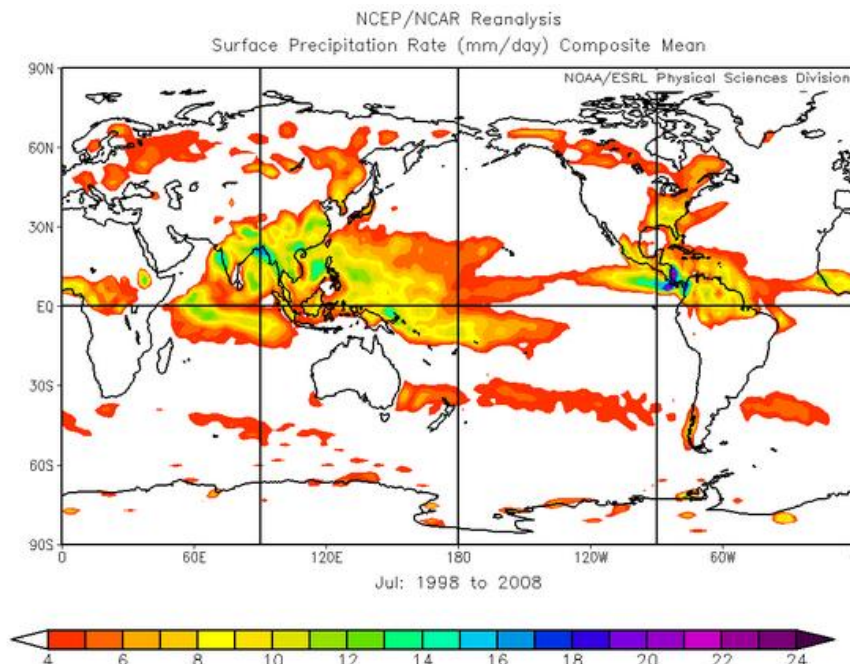 NCEP/NCAR Reanalysis
Surface Precipitation Rate (mm/day) Composite Mean
NOAA/ESRL Physical Sciences Division
90N
60N
30N
EQ
30S
60S
90S
0 60E 120E 180 120W 60W
Jul: 1998 to 2008
4 6 8 10 12 14 16 18 20 22 24